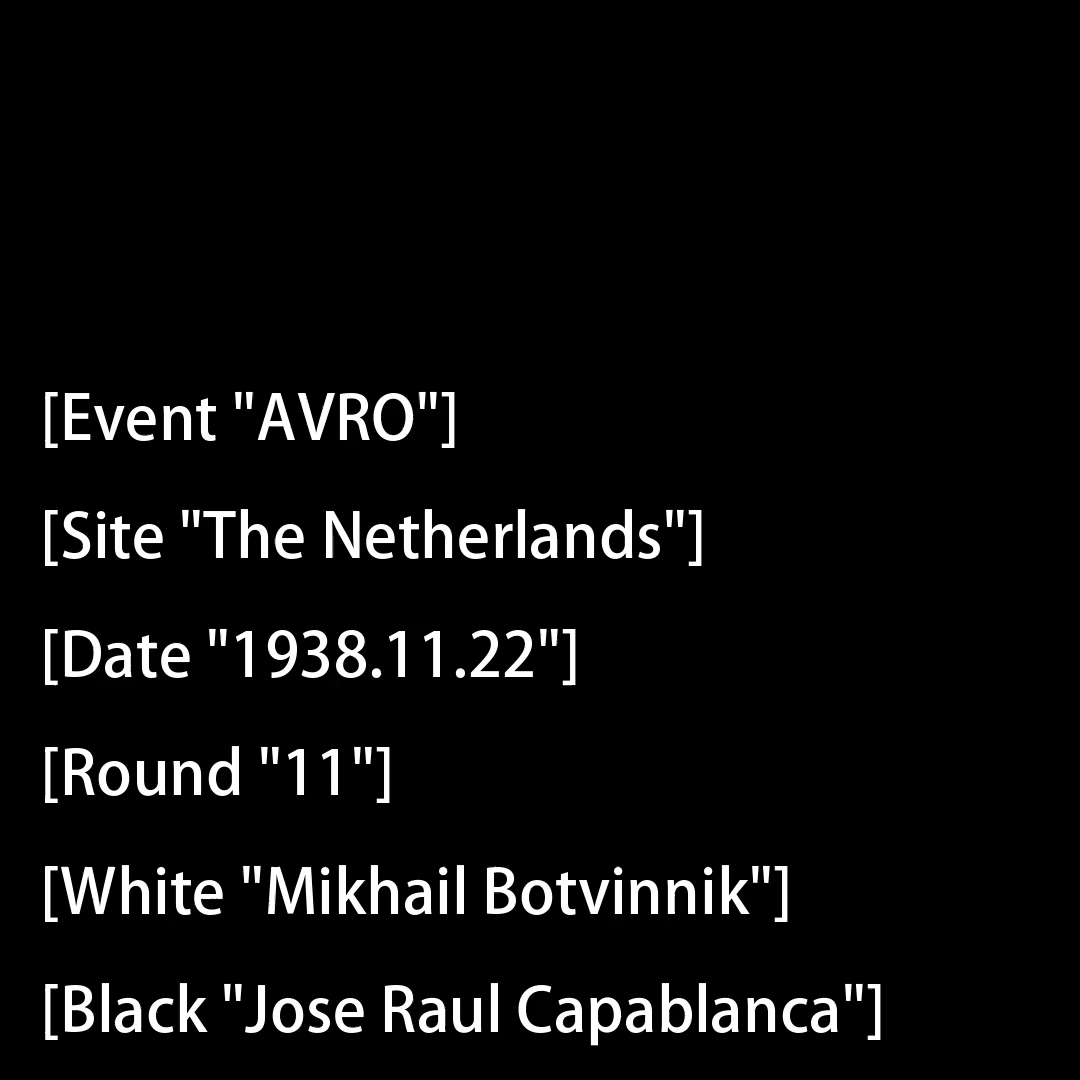 [Event "AVRO"]
[Site "The Netherlands"]
[Date "1938.11.22"]
[Round "11"]
[White "Mikhail Botvinnik"]
[Black "Jose Raul Capablanca"]